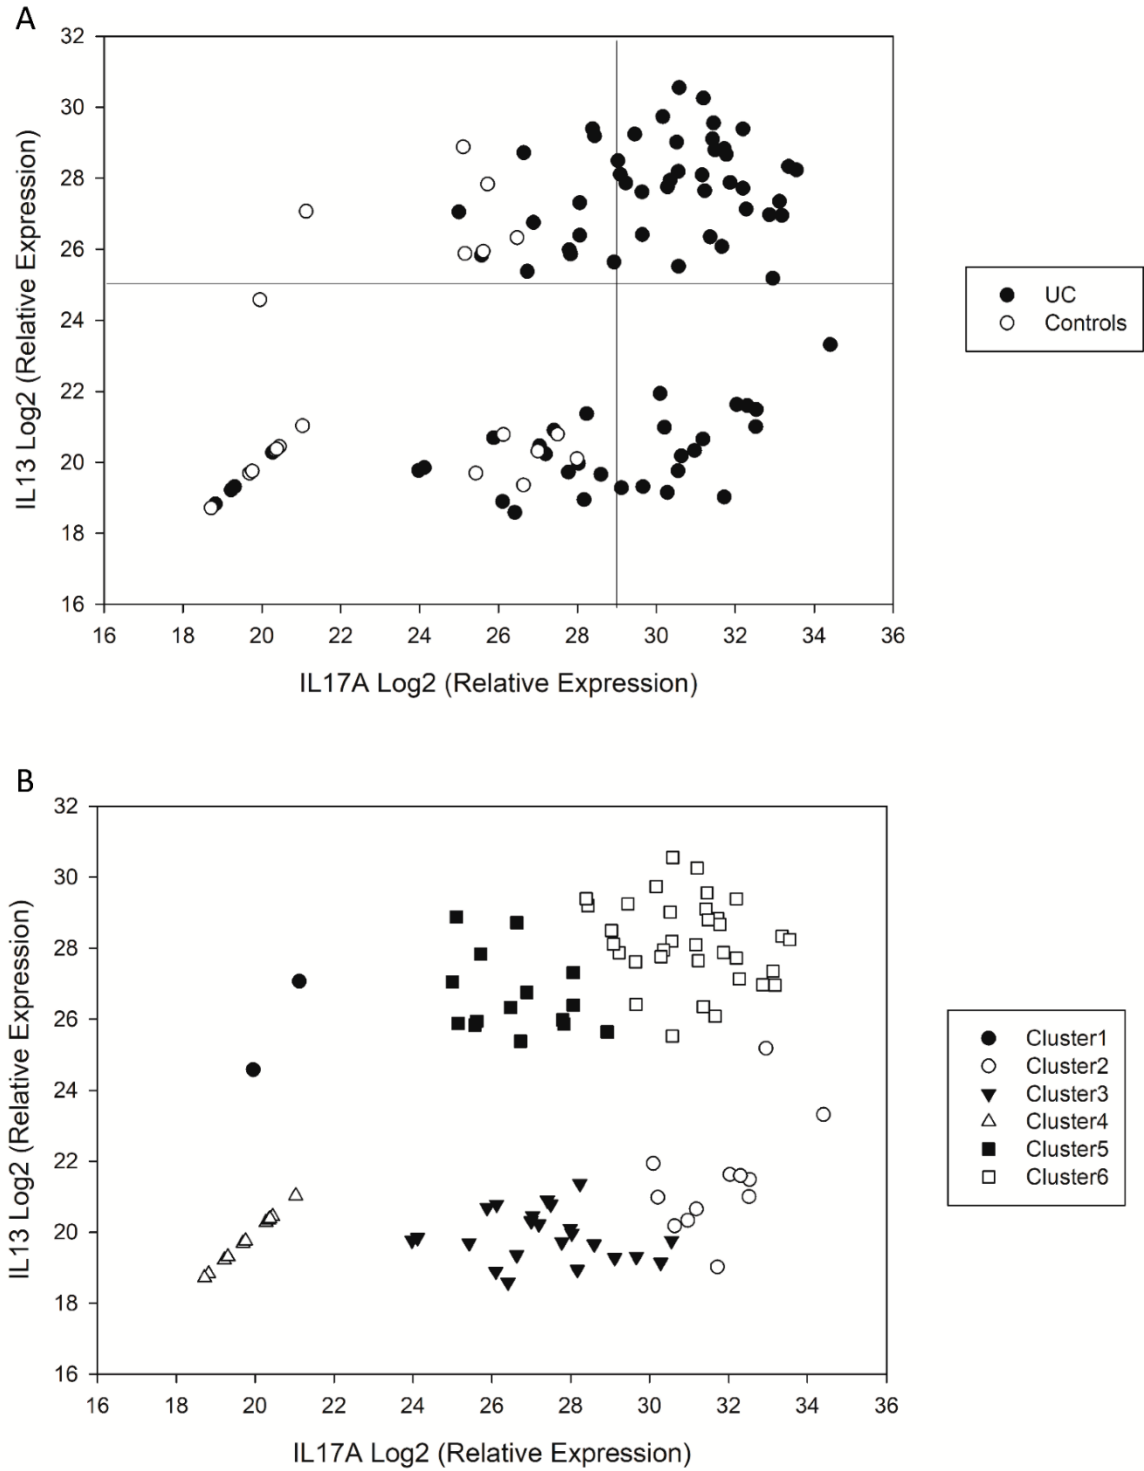 A
32
30
28
26
24
22
20
18
16
16 18 20 22 24 26 28 30 32 34 36
IL13 Log2 (Relative Expression)
IL17A Log2 (Relative Expression)
UC
Controls
B
32
30
28
26
24
22
20
18
16
16 18 20 22 24 26 28 30 32 34 36
IL13 Log2 (Relative Expression)
IL17A Log2 (Relative Expression)
Cluster1
Cluster2
Cluster3
Cluster4
Cluster5
Cluster6